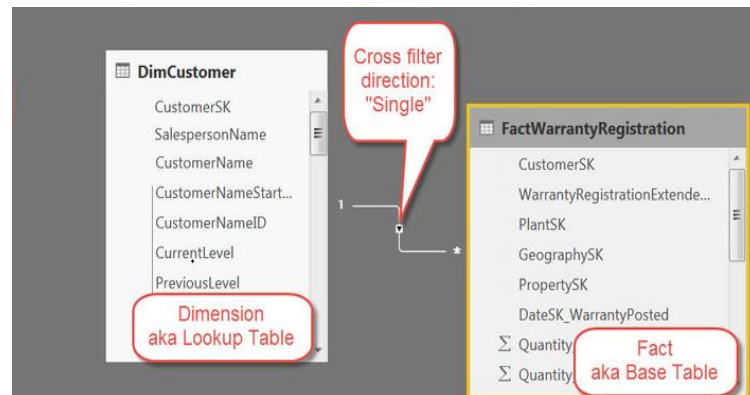 DimCustomer
CustomerSK
SalespersonName
CustomerName
CustomerNameStart...
CustomerNameID
CurrentLevel
PreviousLevel
Dimension
aka Lookup Table
Cross filter
direction:
"Single"
1
*
FactWarrantyRegistration
CustomerSK
WarrantyRegistrationExtende...
PlantSK
GeographySK
PropertySK
DateSK_WarrantyPosted
Σ Quantity
Σ Quantity
Fact
aka Base Table